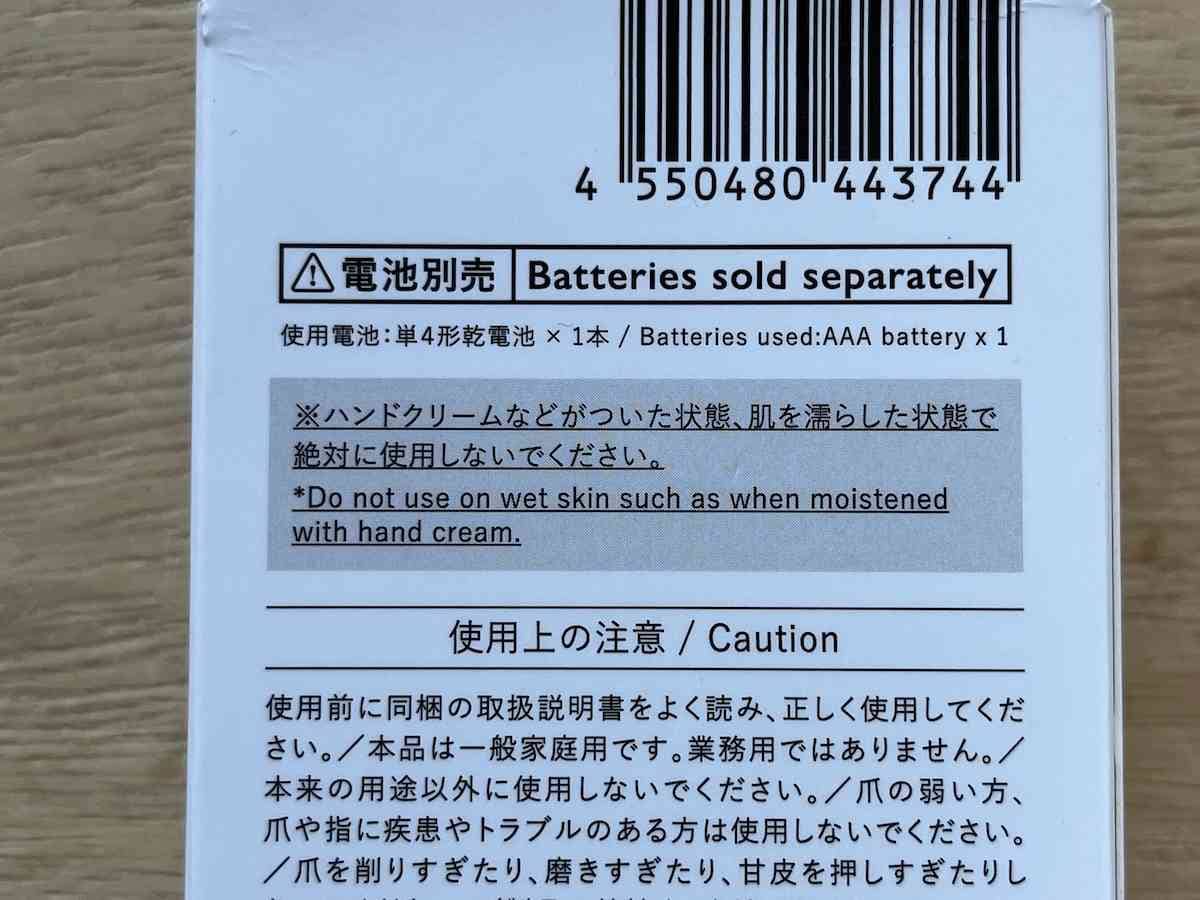 4 550480 443744
電池別売 Batteries sold separately
使用電池:単4形乾電池 × 1本 / Batteries used:AAA battery x 1
※ハンドクリームなどがついた状態、肌を濡らした状態で
絶対に使用しないでください。
*Do not use on wet skin such as when moistened
with hand cream.
使用上の注意 / Caution
使用前に同梱の取扱説明書をよく読み、正しく使用してくだ
さい。／本品は一般家庭用です。業務用ではありません。／
本来の用途以外に使用しないでください。／爪の弱い方、
爪や指に疾患やトラブルのある方は使用しないでください。
／爪を削りすぎたり、磨きすぎたり、甘皮を押しすぎたりし